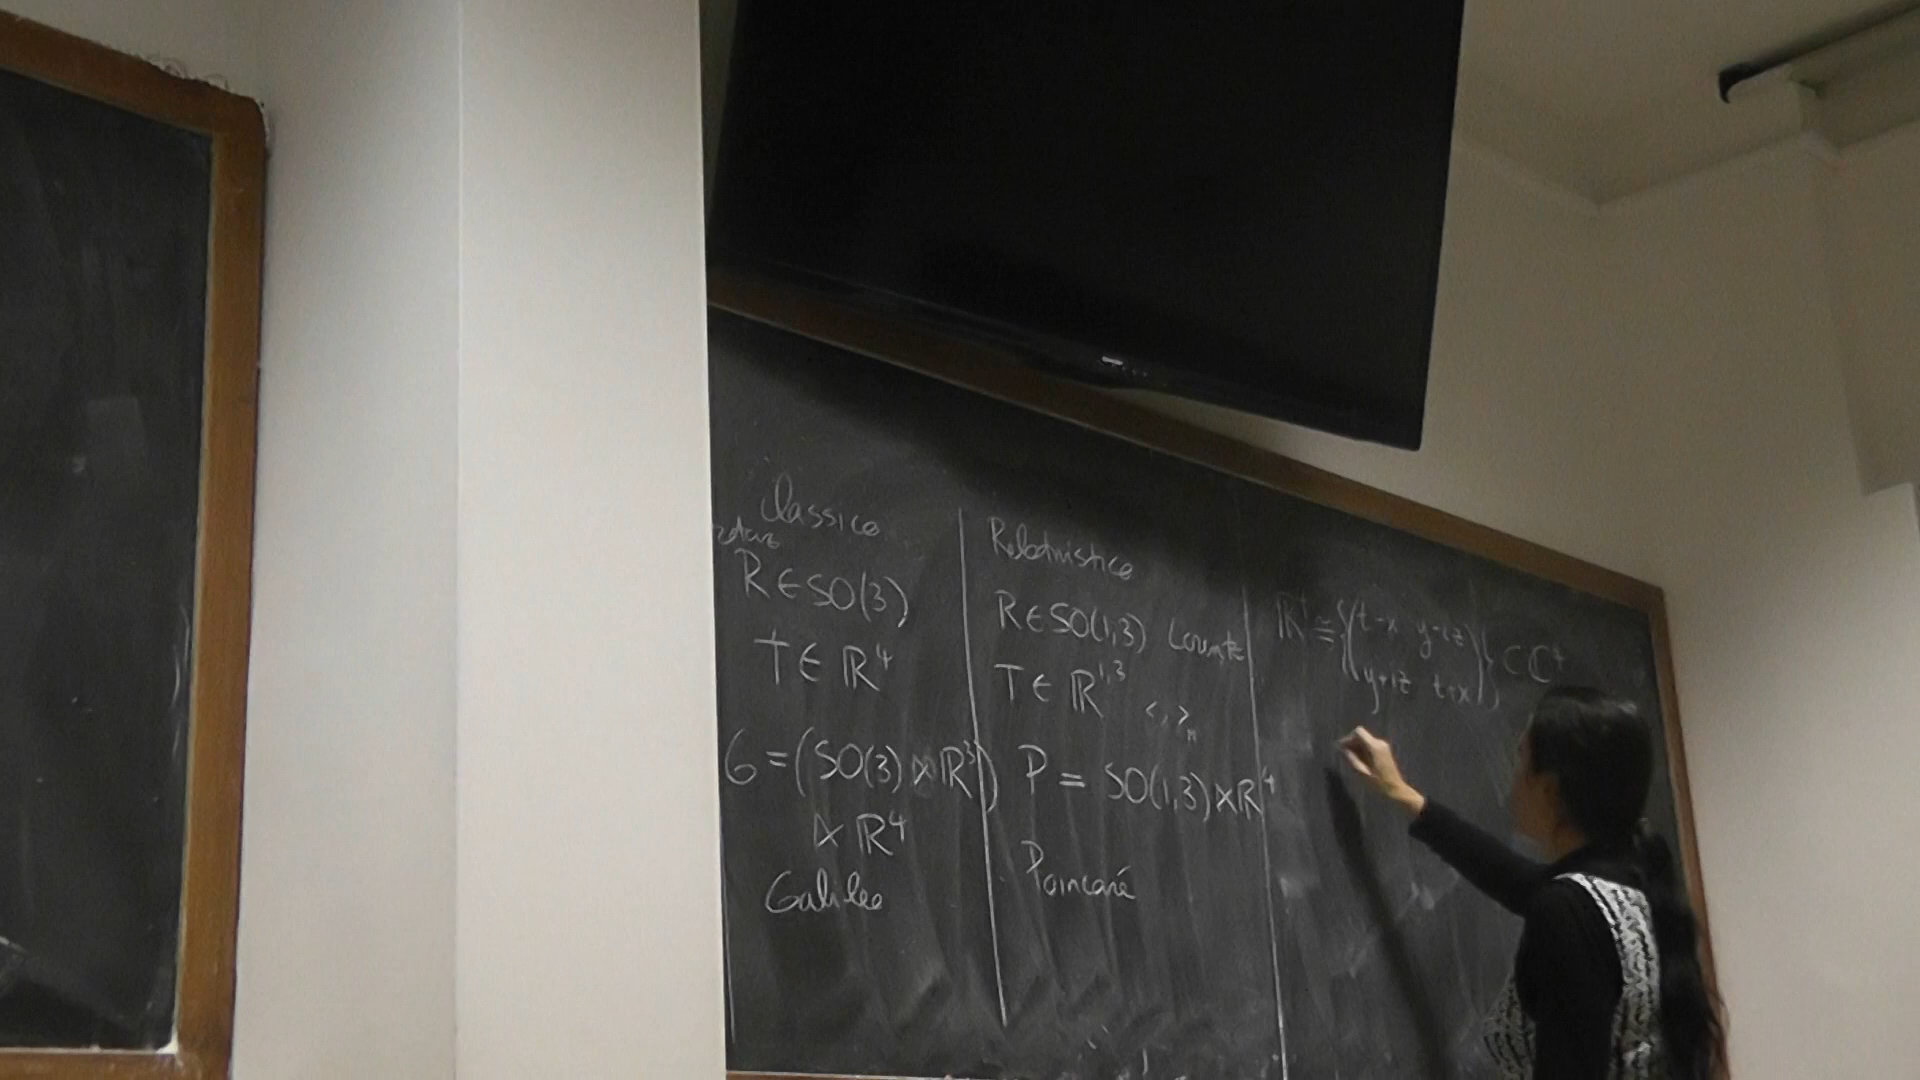 Classico
R ∈ SO(3)
T ∈ ℝ⁴
G = (SO(3) ⋉ ℝ³)
⋉ ℝ⁴
Galileo
Relativistico
R ∈ SO(1,3) Lorentz
T ∈ ℝ¹,³
< , >ₘ
P = SO(1,3) ⋉ ℝ⁴
Poincaré
ℝ⁴ ≅ {(t-x y-iz
y+iz t+x)} ⊂ ℂ⁴